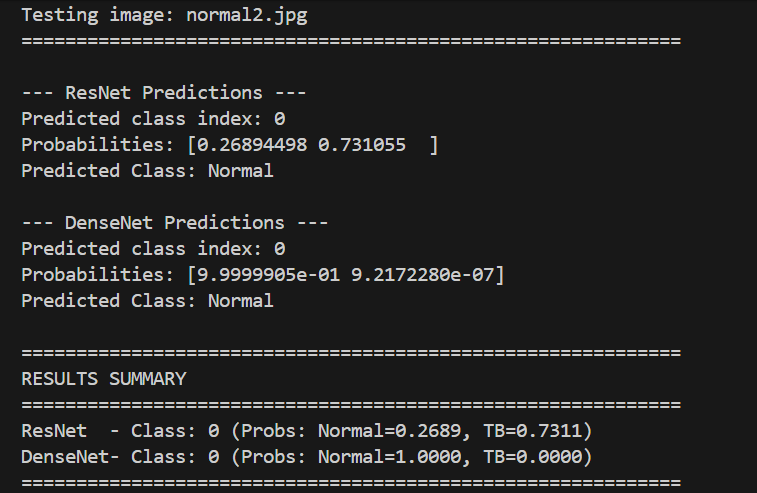 Testing image: normal2.jpg
============================================================
--- ResNet Predictions ---
Predicted class index: 0
Probabilities: [0.26894498 0.731055  ]
Predicted Class: Normal
--- DenseNet Predictions ---
Predicted class index: 0
Probabilities: [9.9999905e-01 9.2172280e-07]
Predicted Class: Normal
============================================================
RESULTS SUMMARY
============================================================
ResNet  - Class: 0 (Probs: Normal=0.2689, TB=0.7311)
DenseNet- Class: 0 (Probs: Normal=1.0000, TB=0.0000)
============================================================